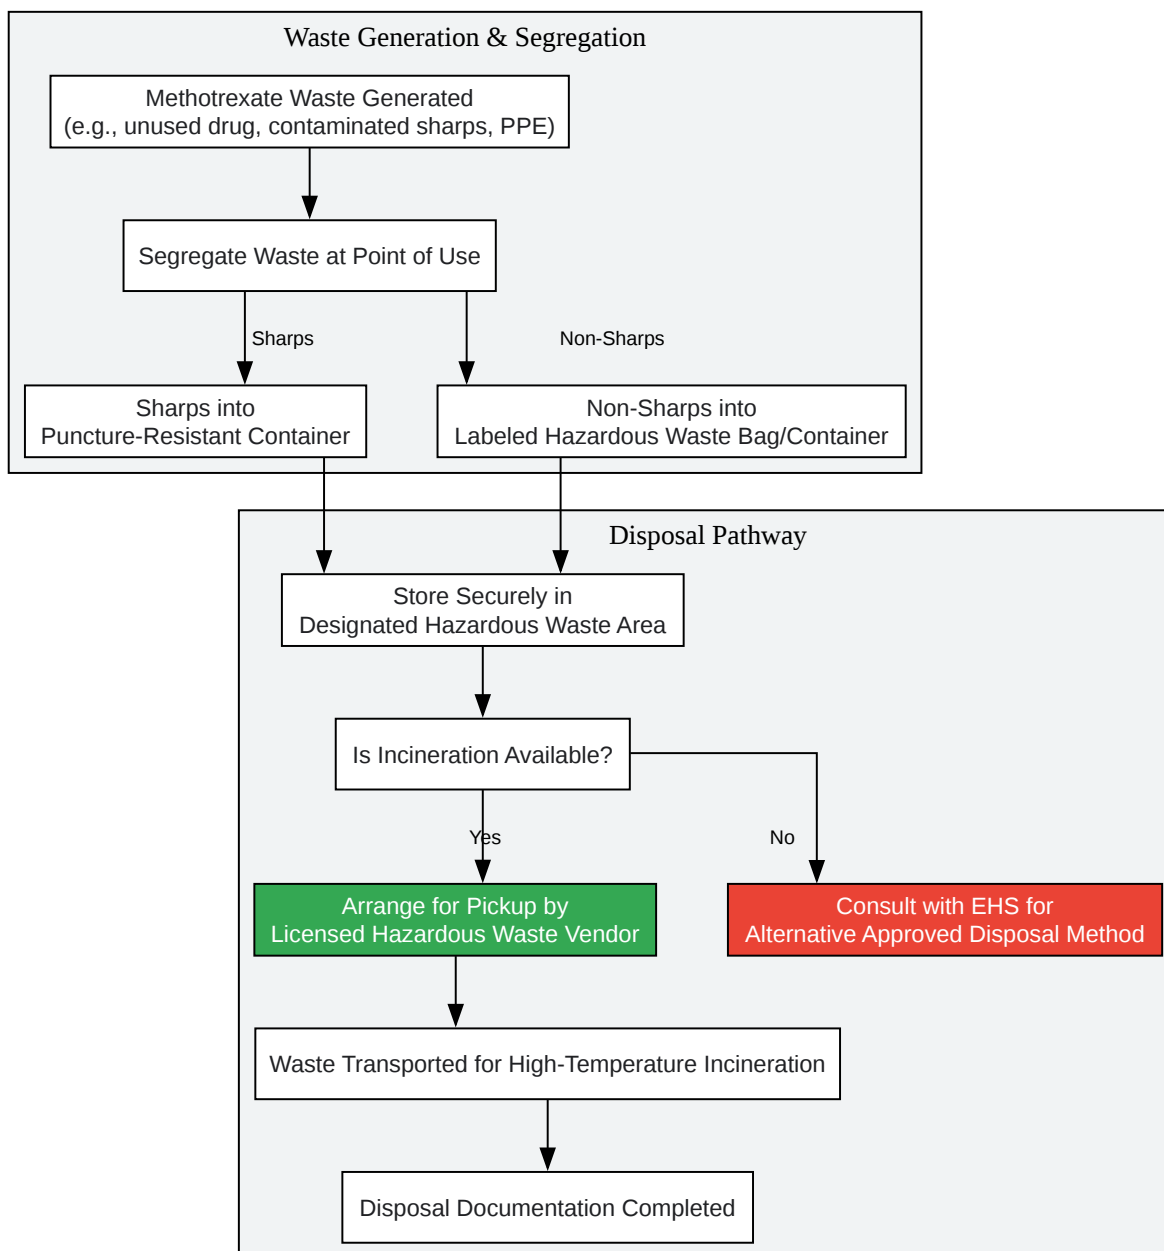 Waste Generation & Segregation
Methotrexate Waste Generated
(e.g., unused drug, contaminated sharps, PPE)
Segregate Waste at Point of Use
Sharps
Non-Sharps
Sharps into
Puncture-Resistant Container
Non-Sharps into
Labeled Hazardous Waste Bag/Container
Disposal Pathway
Store Securely in
Designated Hazardous Waste Area
Is Incineration Available?
Yes
No
Arrange for Pickup by
Licensed Hazardous Waste Vendor
Consult with EHS for
Alternative Approved Disposal Method
Waste Transported for High-Temperature Incineration
Disposal Documentation Completed